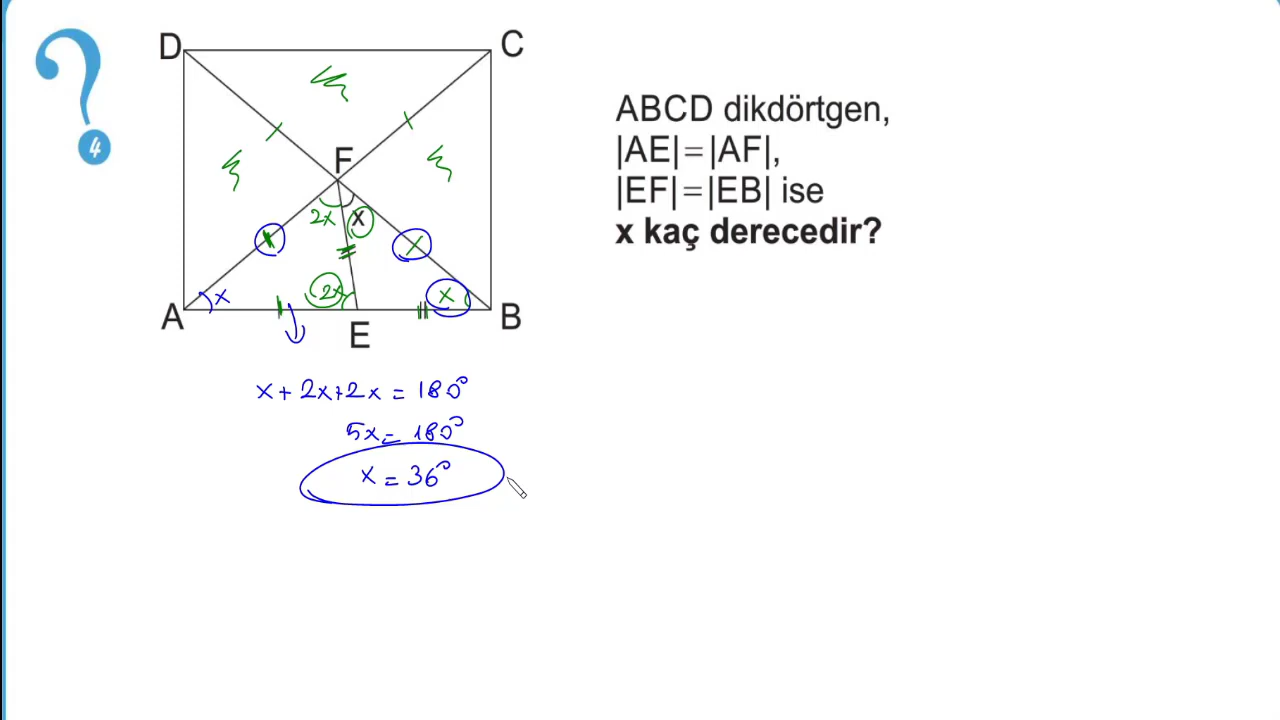 4
D
C
F
2x
x
x
2x
x
x
A
E
B
ABCD dikdörtgen,
|AE|=|AF|,
|EF|=|EB| ise
x kaç derecedir?
x + 2x + 2x = 180°
5x = 180°
x = 36°